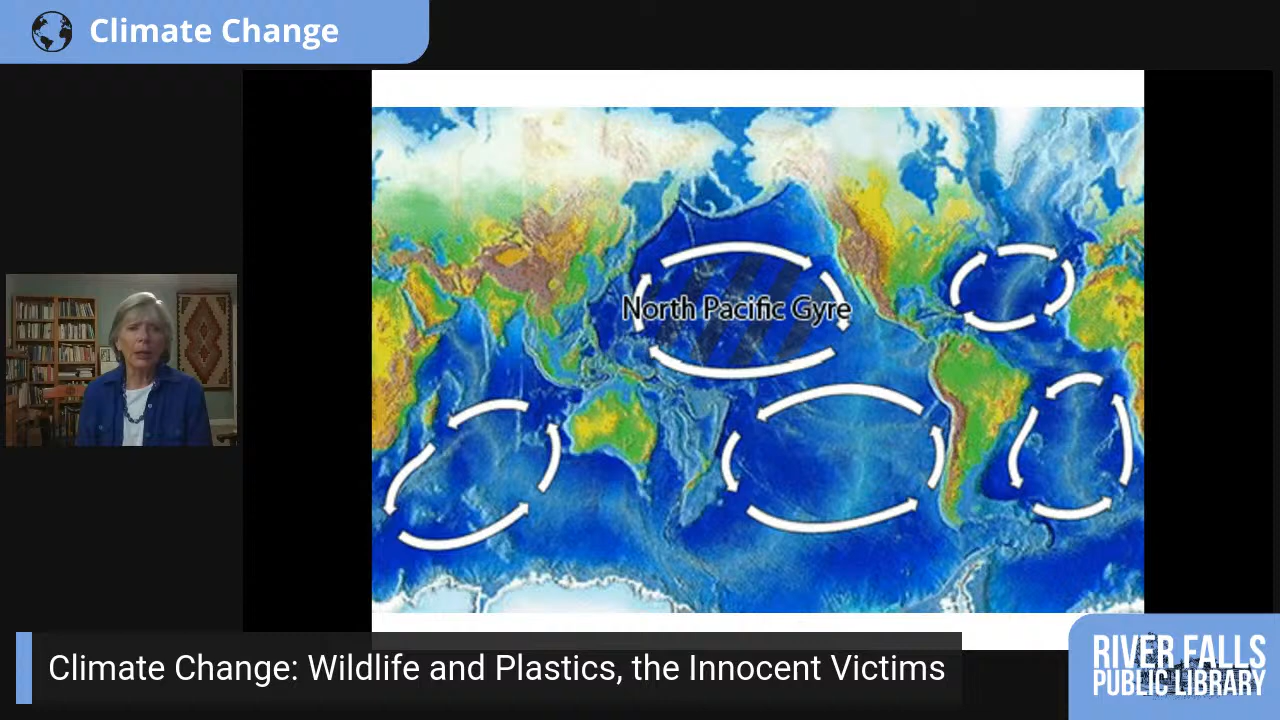 Climate Change
North Pacific Gyre
Climate Change: Wildlife and Plastics, the Innocent Victims
RIVER FALLS
PUBLIC LIBRARY